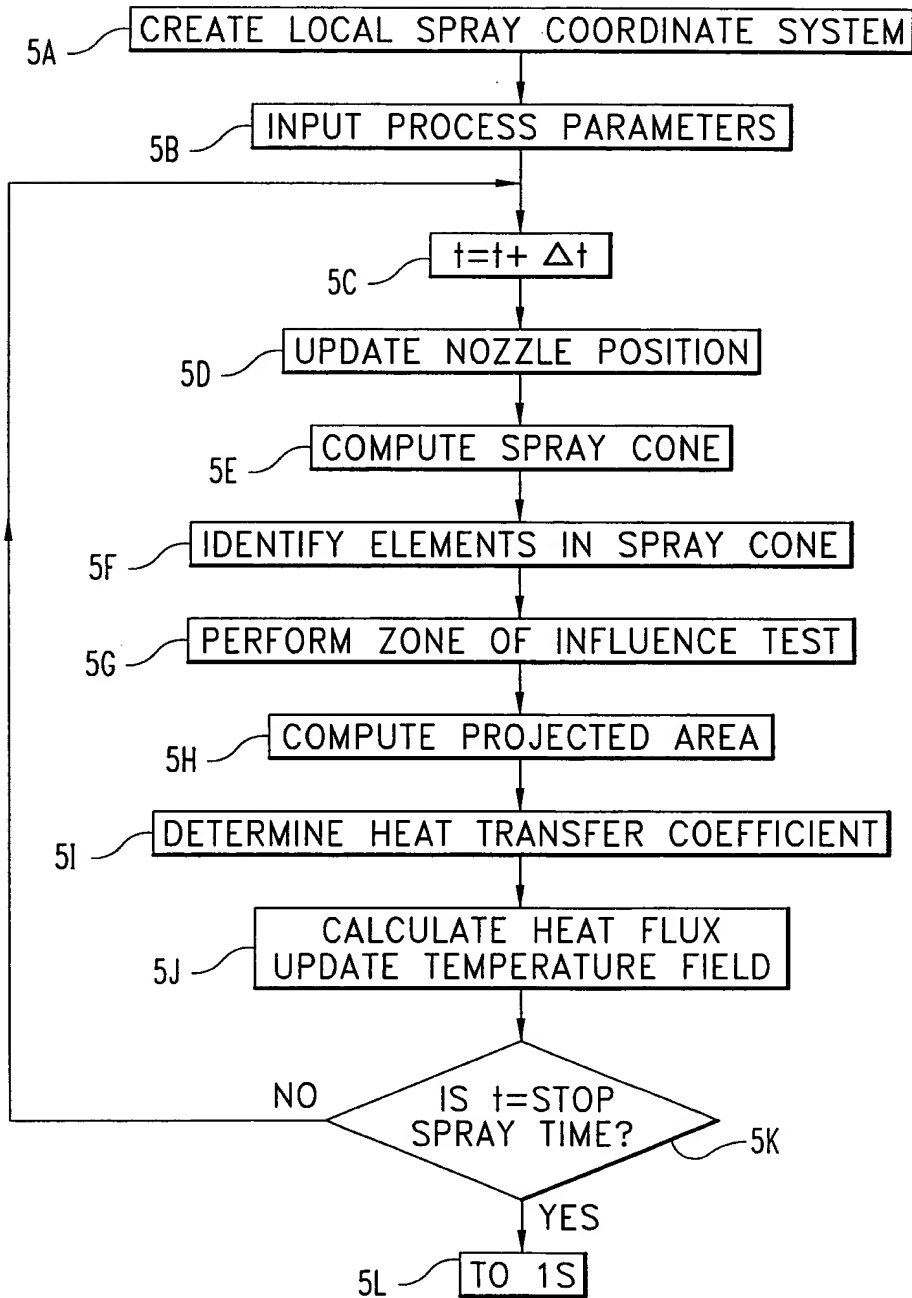 CREATE LOCAL SPRAY COORDINATE SYSTEM
5A
INPUT PROCESS PARAMETERS
5B
t=t+ Δt
5C
UPDATE NOZZLE POSITION
5D
COMPUTE SPRAY CONE
5E
IDENTIFY ELEMENTS IN SPRAY CONE
5F
PERFORM ZONE OF INFLUENCE TEST
5G
COMPUTE PROJECTED AREA
5H
DETERMINE HEAT TRANSFER COEFFICIENT
5I
CALCULATE HEAT FLUX
UPDATE TEMPERATURE FIELD
5J
NO
IS t=STOP
SPRAY TIME?
5K
YES
TO 1S
5L